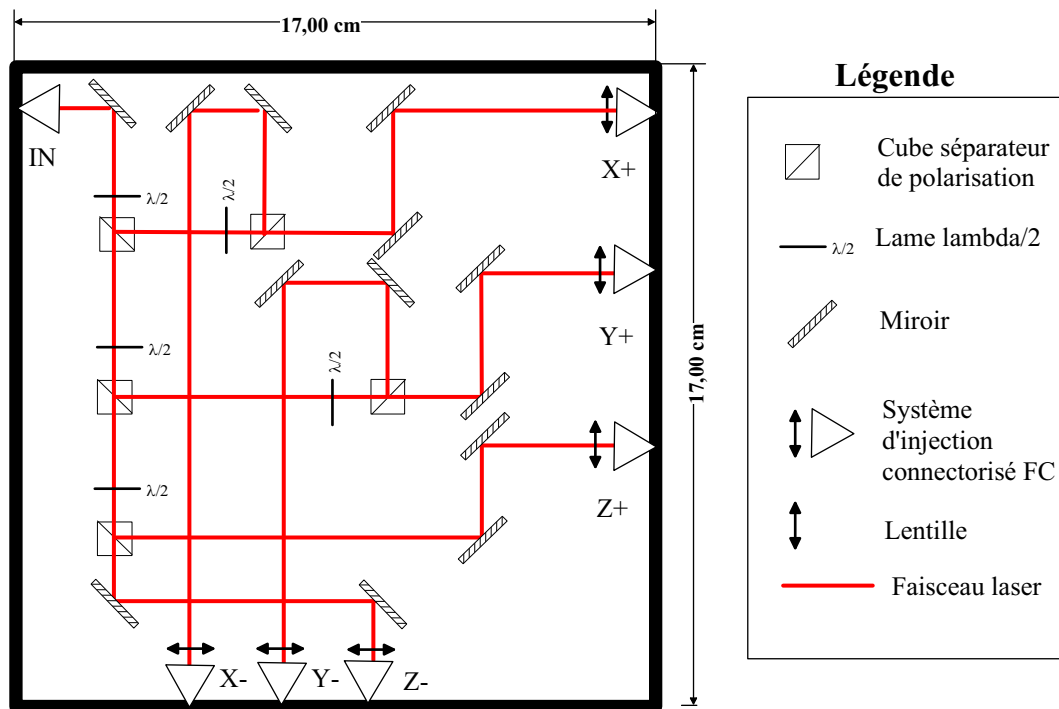 17,00 cm
IN
λ/2
λ/2
X+
Y+
17,00 cm
λ/2
λ/2
Z+
λ/2
X-
Y-
Z-
Légende
Cube séparateur
de polarisation
λ/2
Lame lambda/2
Miroir
Système
d'injection
connectorisé FC
Lentille
Faisceau laser